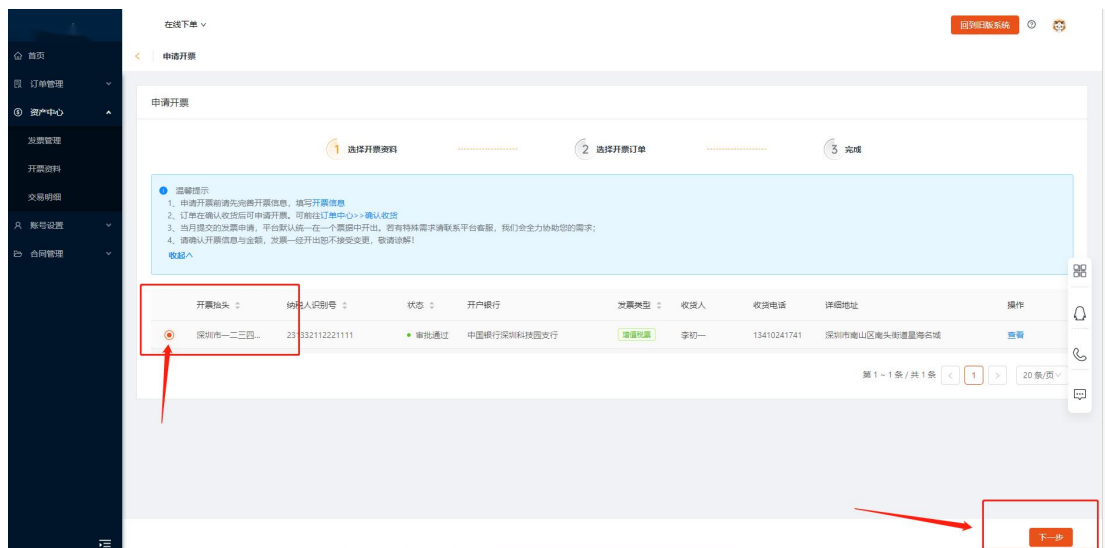 在线下单
回到旧版系统
首页
申请开票
订单管理
资产中心
发票管理
开票资料
交易明细
账号设置
合同管理
申请开票
1 选择开票资料
2 选择开票订单
3 完成
温馨提示
1、申请开票前请先完善开票信息，填写开票信息
2、订单在确认收货后可申请开票。可前往订单中心>>确认收货
3、当月提交的发票申请，平台默认统一在一个票据中开出。若有特殊需求请联系平台客服，我们会全力协助您的需求；
4、请确认开票信息与金额，发票一经开出恕不接受变更，敬请谅解！
收起
开票抬头 纳税人识别号 状态 开户银行 发票类型 收货人 收货电话 详细地址 操作
深圳市一二三四... 231332112221111 审批通过 中国银行深圳科技园支行 增值税票 李初一 13410241741 深圳市南山区南头街道星海名城 查看
第 1 ~ 1 条 / 共 1 条 < 1 > 20 条/页
下一步